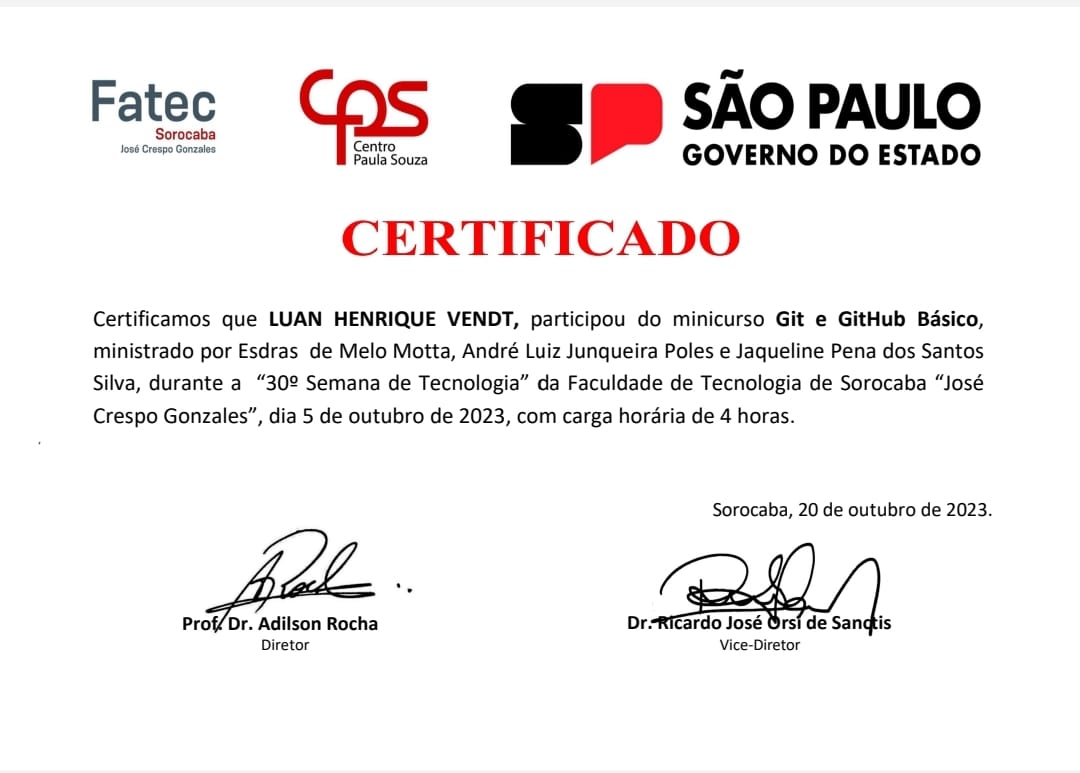 Fatec
Sorocaba
José Crespo Gonzales
CPS
Centro
Paula Souza
SP
SÃO PAULO
GOVERNO DO ESTADO
CERTIFICADO
Certificamos que LUAN HENRIQUE VENDT, participou do minicurso Git e GitHub Básico,
ministrado por Esdras de Melo Motta, André Luiz Junqueira Poles e Jaqueline Pena dos Santos
Silva, durante a “30º Semana de Tecnologia” da Faculdade de Tecnologia de Sorocaba “José
Crespo Gonzales”, dia 5 de outubro de 2023, com carga horária de 4 horas.
Sorocaba, 20 de outubro de 2023.
Prof. Dr. Adilson Rocha
Diretor
Dr. Ricardo José Orsi de Sanctis
Vice-Diretor